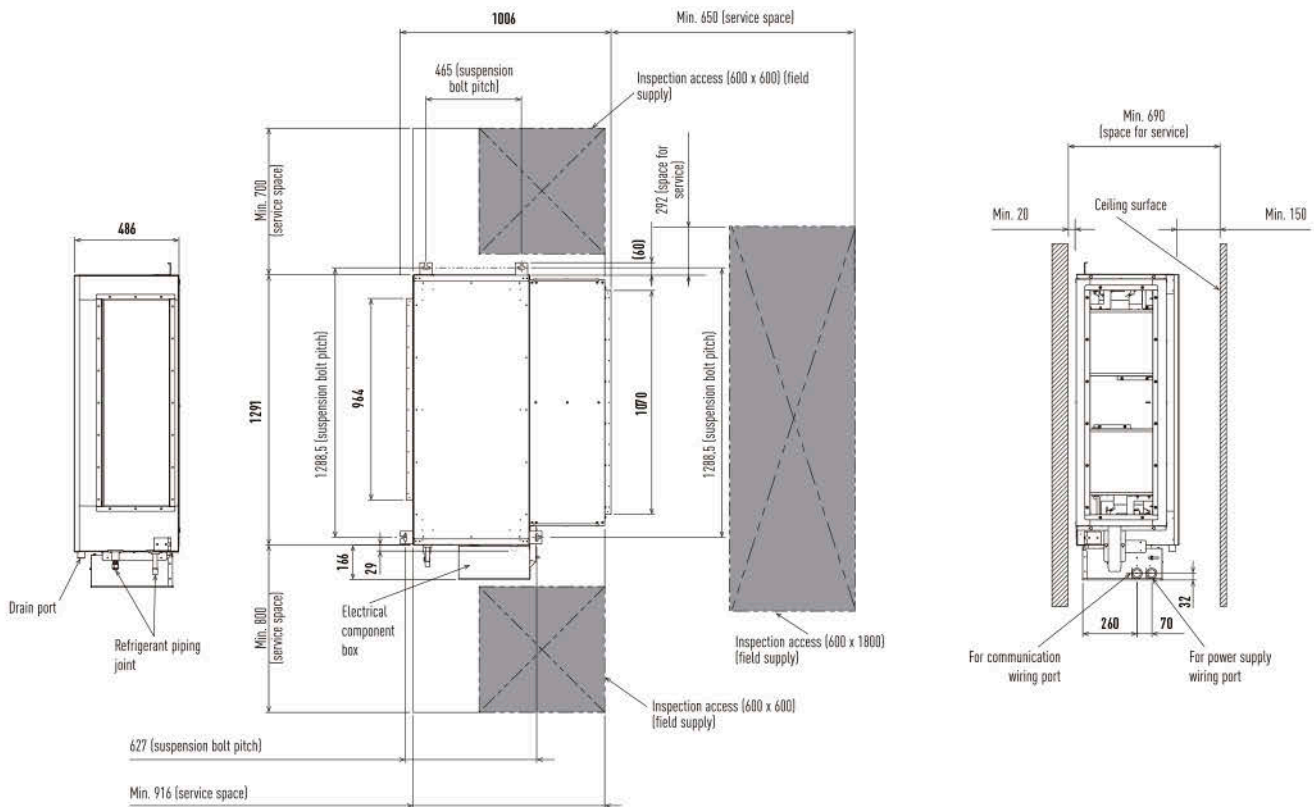 1006
Min. 650 (service space)
465 (suspension
bolt pitch)
Inspection access (600 x 600) (field
supply)
Min. 690
(space for service)
Min. 700
(service space)
292 (space for
service)
Min. 20
Ceiling surface
Min. 150
486
(60)
1291
1288,5 (suspension bolt pitch)
964
1070
1288,5 (suspension bolt pitch)
166
29
Drain port
Refrigerant piping
joint
Min. 800
(service space)
Electrical
component
box
Inspection access (600 x 1800)
(field supply)
32
260
70
For communication
wiring port
For power supply
wiring port
Inspection access (600 x 600)
(field supply)
627 (suspension bolt pitch)
Min. 916 (service space)